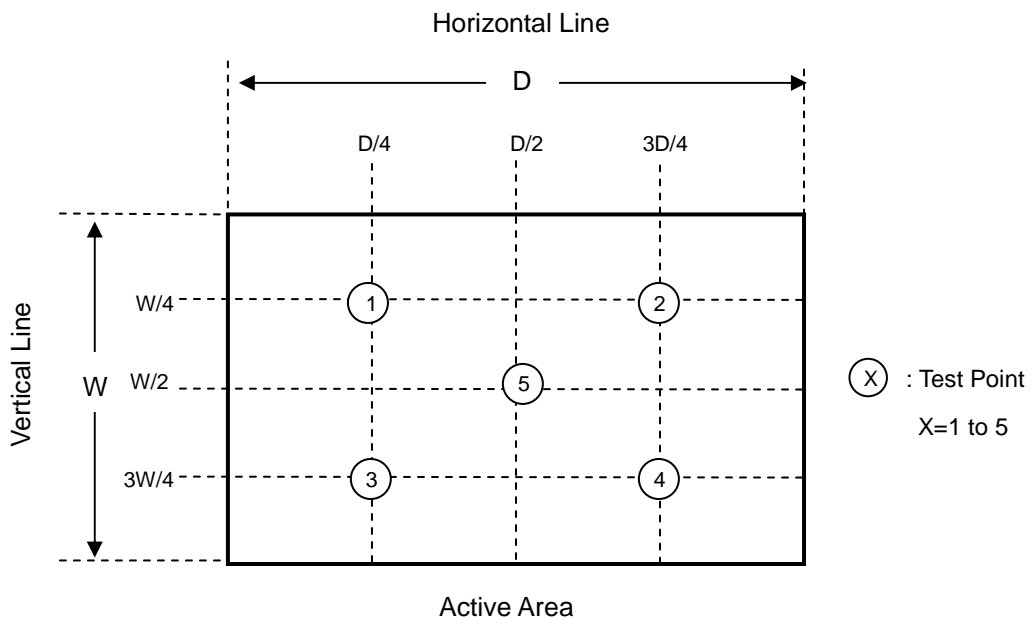 Horizontal Line
D
D/4 D/2 3D/4
W/4
1 2
Vertical Line
W
W/2
5
X : Test Point
X=1 to 5
3W/4
3 4
Active Area